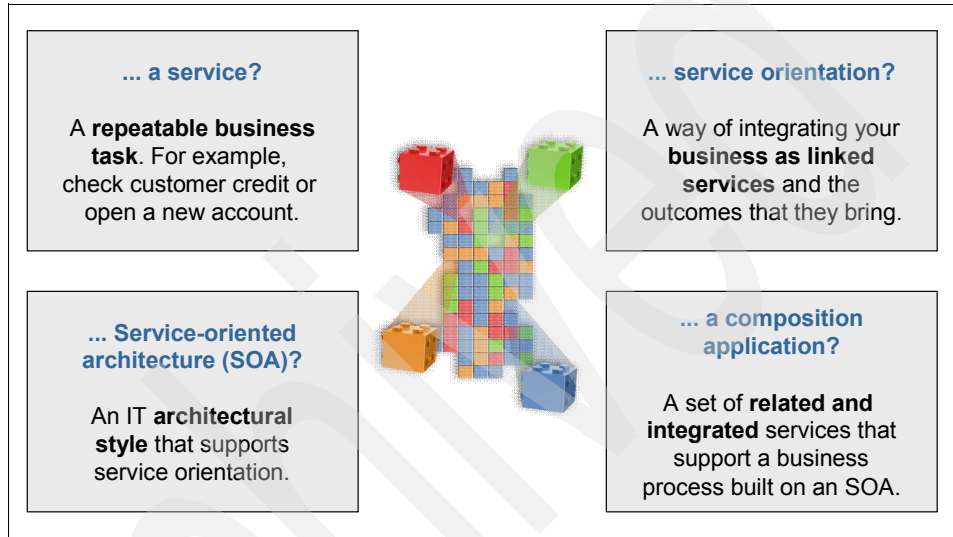 ... a service?
A repeatable business
task. For example,
check customer credit or
open a new account.
... service orientation?
A way of integrating your
business as linked
services and the
outcomes that they bring.
... Service-oriented
architecture (SOA)?
An IT architectural
style that supports
service orientation.
... a composition
application?
A set of related and
integrated services that
support a business
process built on an SOA.